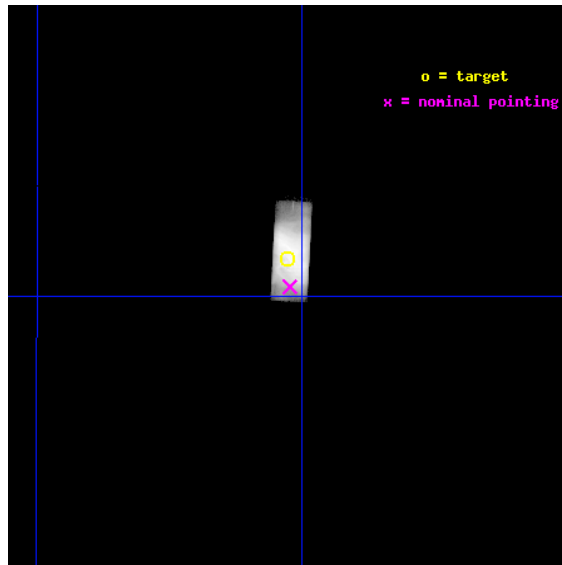 o = target
x = nominal pointing